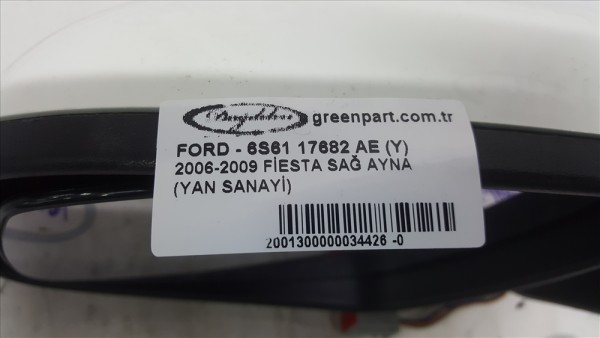 greenpart.com.tr
FORD - 6S61 17682 AE (Y)
2006-2009 FİESTA SAĞ AYNA
(YAN SANAYİ)
2001300000034426 -0